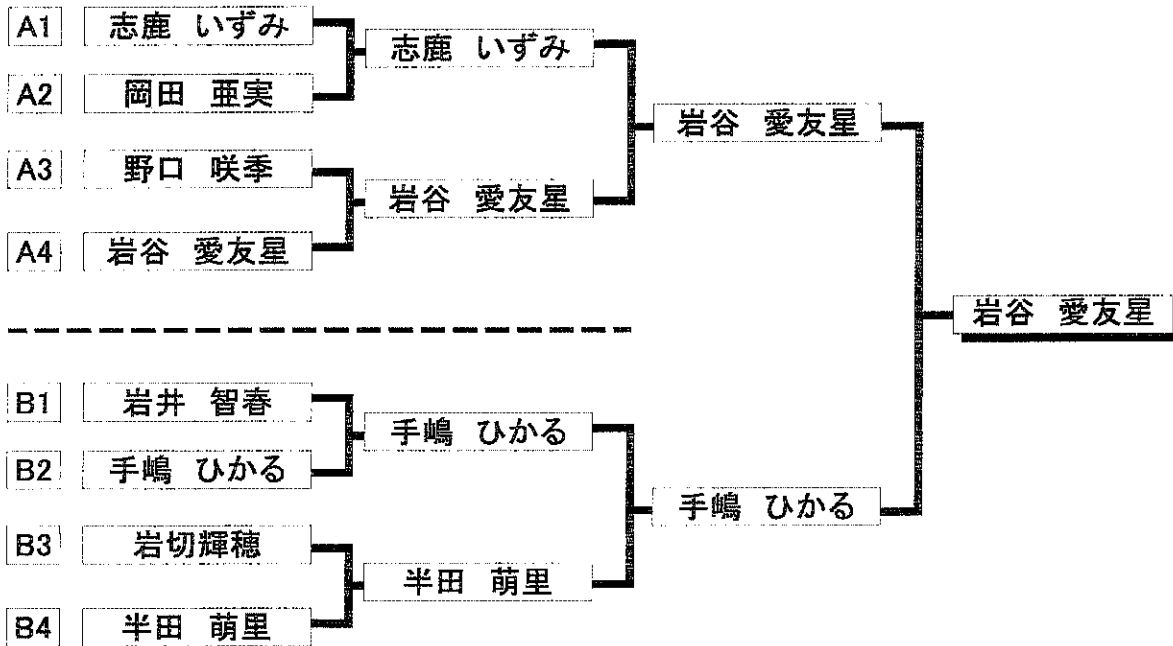 A1 志鹿 いずみ
志鹿 いずみ
A2 岡田 亜実
岩谷 愛友星
A3 野口 咲季
岩谷 愛友星
A4 岩谷 愛友星
岩谷 愛友星
B1 岩井 智春
手嶋 ひかる
B2 手嶋 ひかる
手嶋 ひかる
B3 岩切輝穂
半田 萌里
B4 半田 萌里